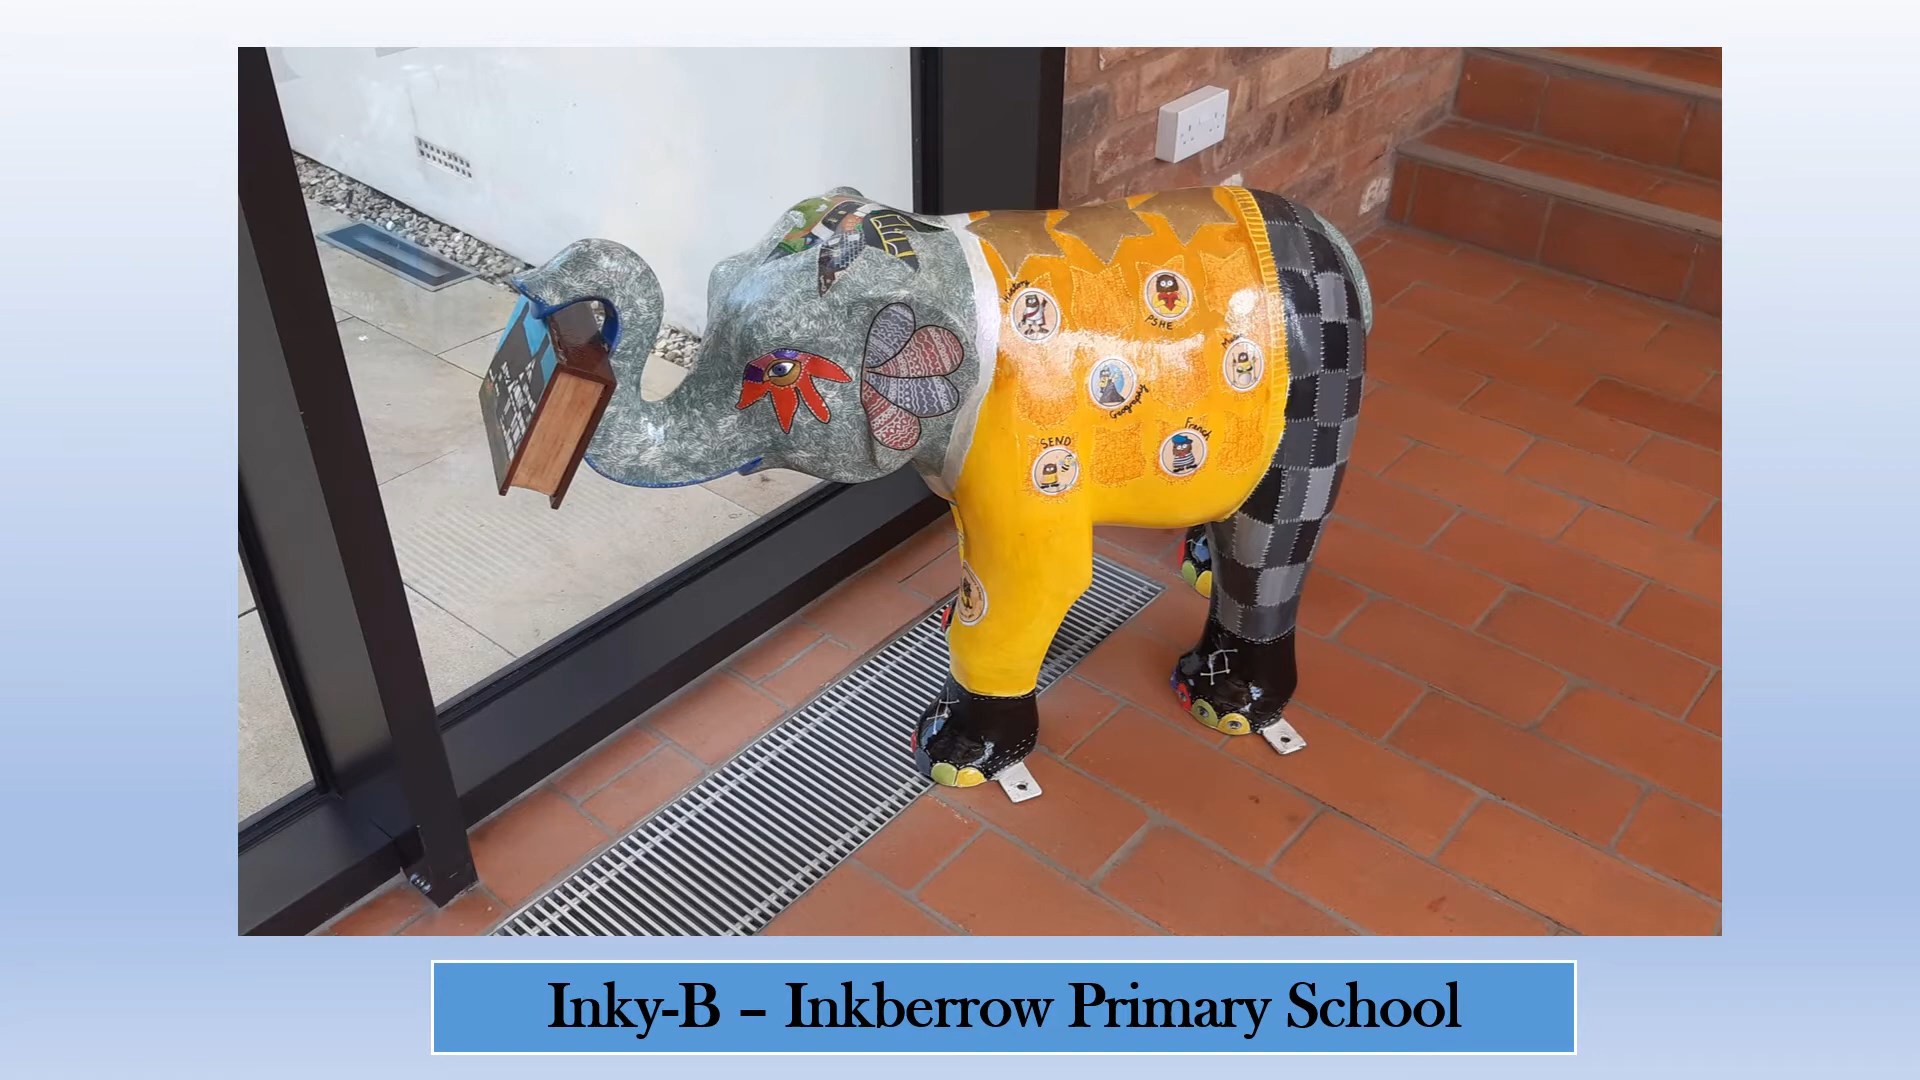 History
PSHE
Music
Geography
SEND
French
Inky-B – Inkberrow Primary School